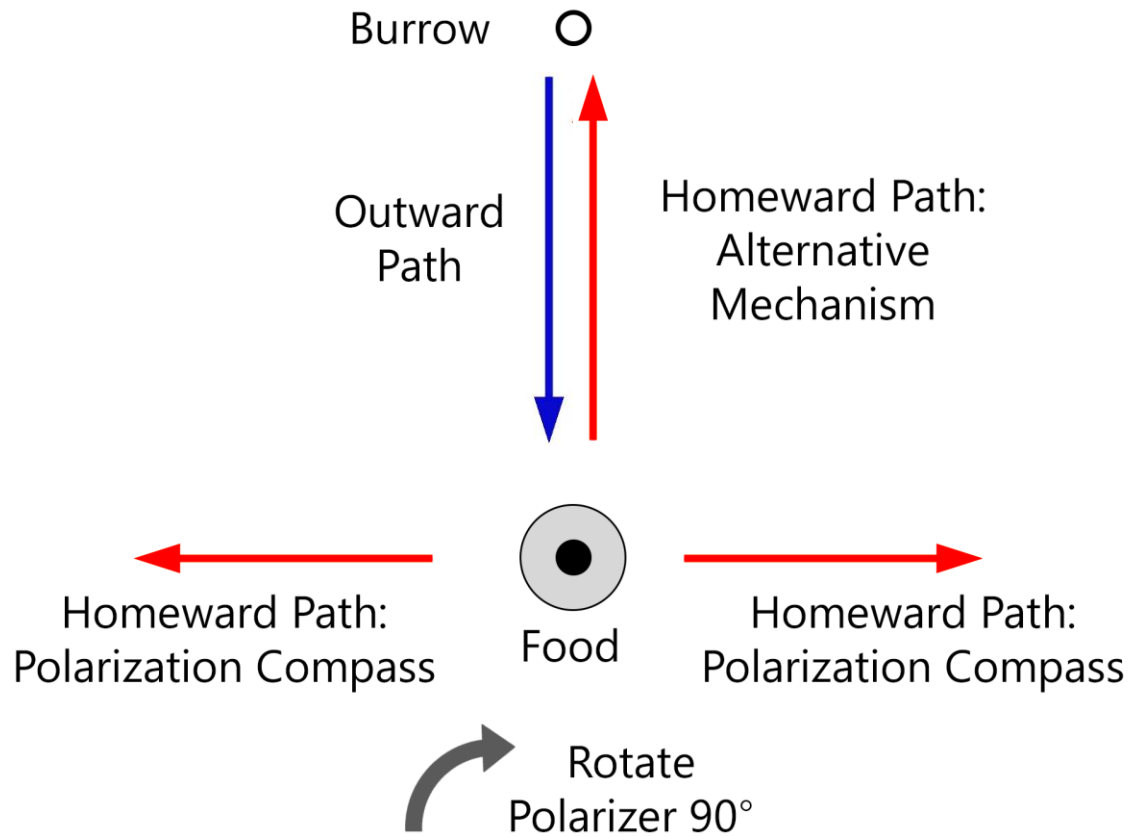 Burrow
Outward
Path
Homeward Path:
Alternative
Mechanism
Homeward Path:
Polarization Compass
Food
Homeward Path:
Polarization Compass
Rotate
Polarizer 90°